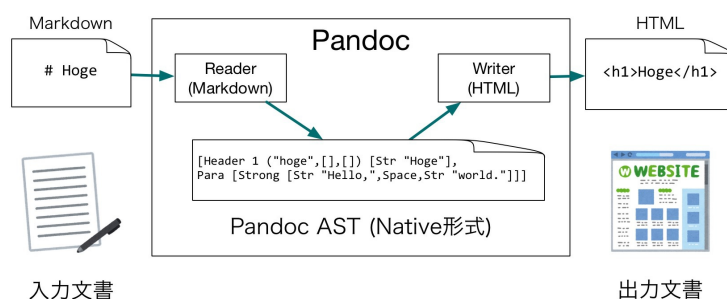 Markdown
# Hoge
入力文書
Pandoc
Reader
(Markdown)
Writer
(HTML)
[Header 1 ("hoge",[],[]) [Str "Hoge"],
Para [Strong [Str "Hello,",Space,Str "world."]]]
Pandoc AST (Native形式)
HTML
<h1>Hoge</h1>
W WEBSITE
出力文書